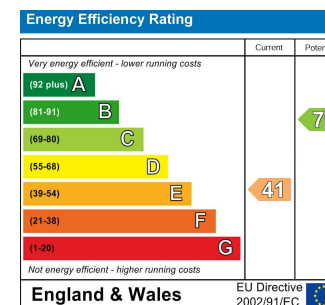 Energy Efficiency Rating
Current
Very energy efficient - lower running costs
(92 plus) A
(81-91) B
(69-80) C
(55-68) D
(39-54) E
41
(21-38) F
(1-20) G
Not energy efficient - higher running costs
England & Wales
EU Directive
2002/91/EC